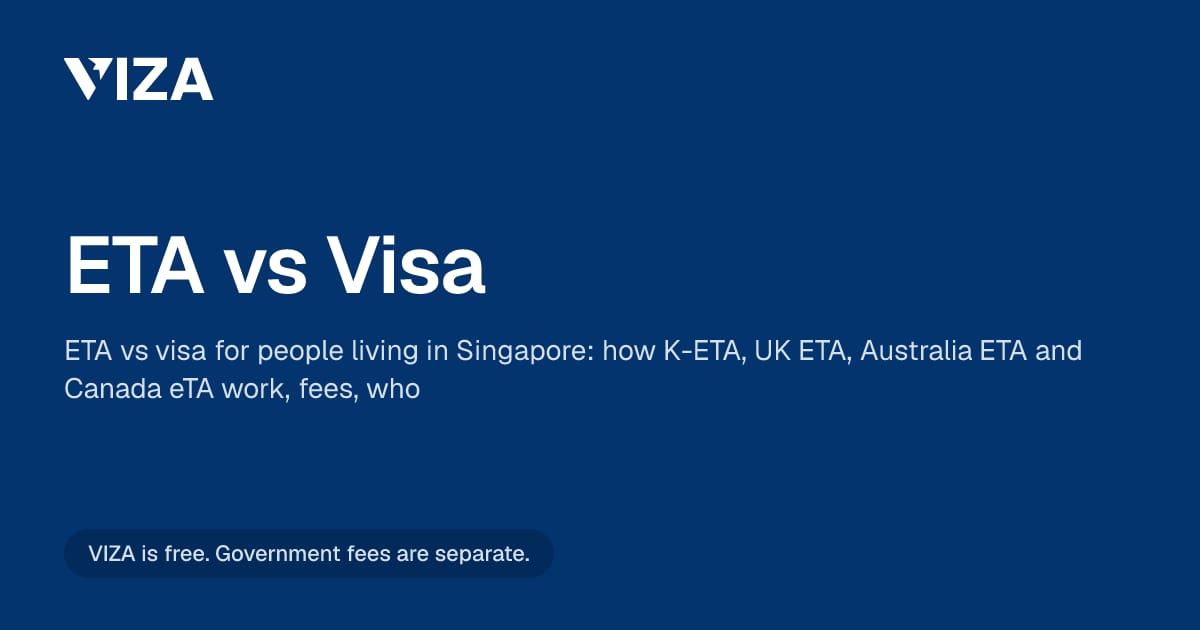 VIZA
ETA vs Visa
ETA vs visa for people living in Singapore: how K-ETA, UK ETA, Australia ETA and
Canada eTA work, fees, who
VIZA is free. Government fees are separate.